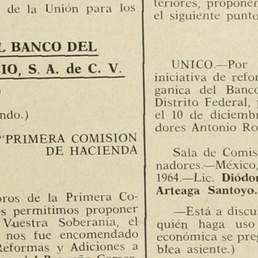 de la Unión para los
L BANCO DEL
IO, S. A. de C. V.
ndo.)
"PRIMERA COMISION
DE HACIENDA
ros de la Primera Co-
os permitimos proponer
Vuestra Soberanía, el
nos fue encomendado
Reformas y Adiciones a
teriores, proponen
el siguiente punto
UNICO.—Por
iniciativa de refor
ganica del Banco
Distrito Federal, p
el 10 de diciembr
dores Antonio Ro
Sala de Comis
nadores.—México,
1964.—Lic. Diódor
Arteaga Santoyo.
—Está a discu
quién haga uso
económica se preg
blea asiente.)